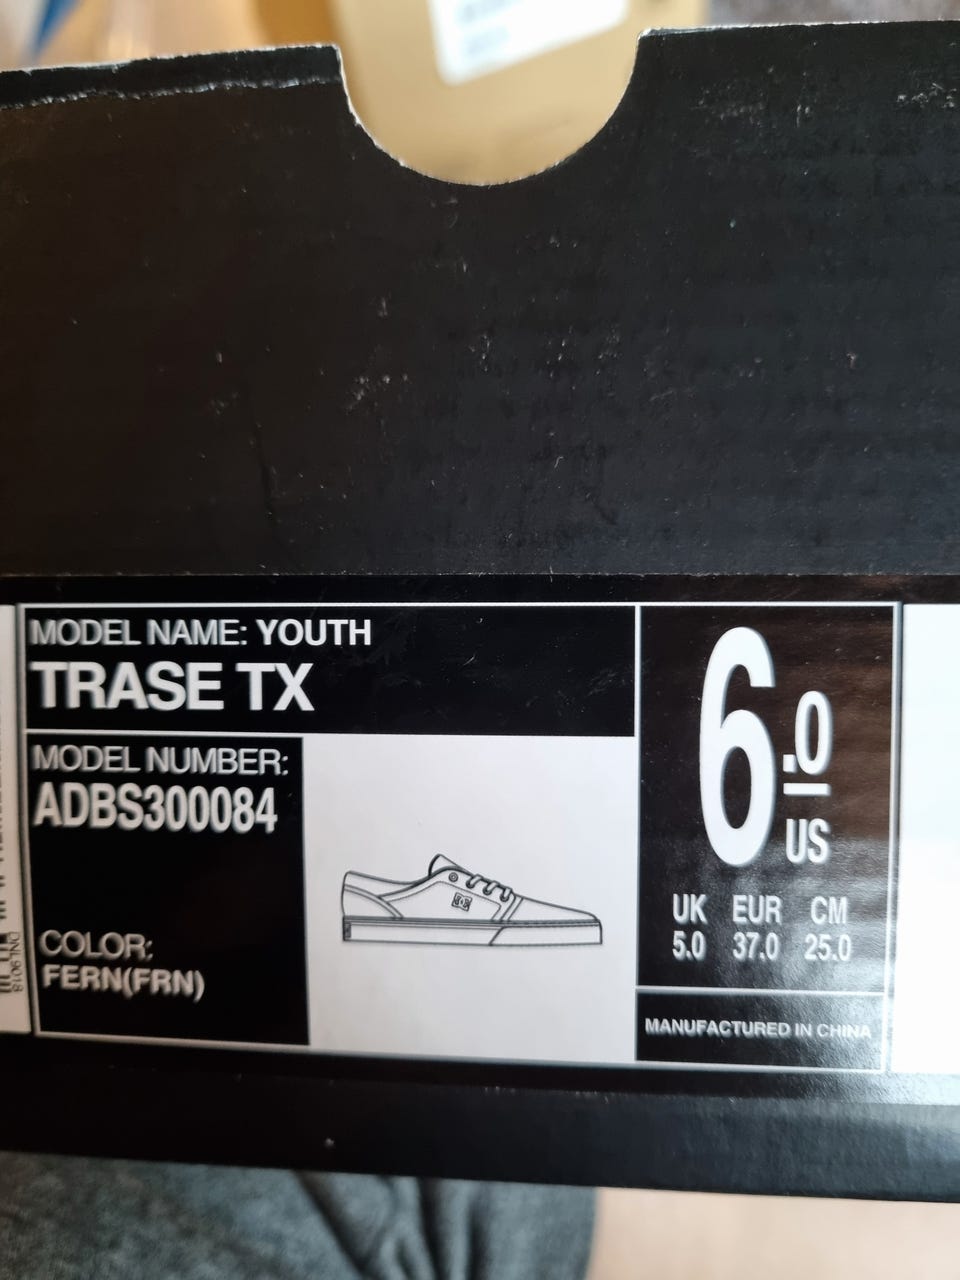 MODEL NAME: YOUTH
TRASE TX
MODEL NUMBER:
ADBS300084
COLOR:
FERN(FRN)
6.0
US
UK EUR CM
5.0 37.0 25.0
MANUFACTURED IN CHINA
DNL9018